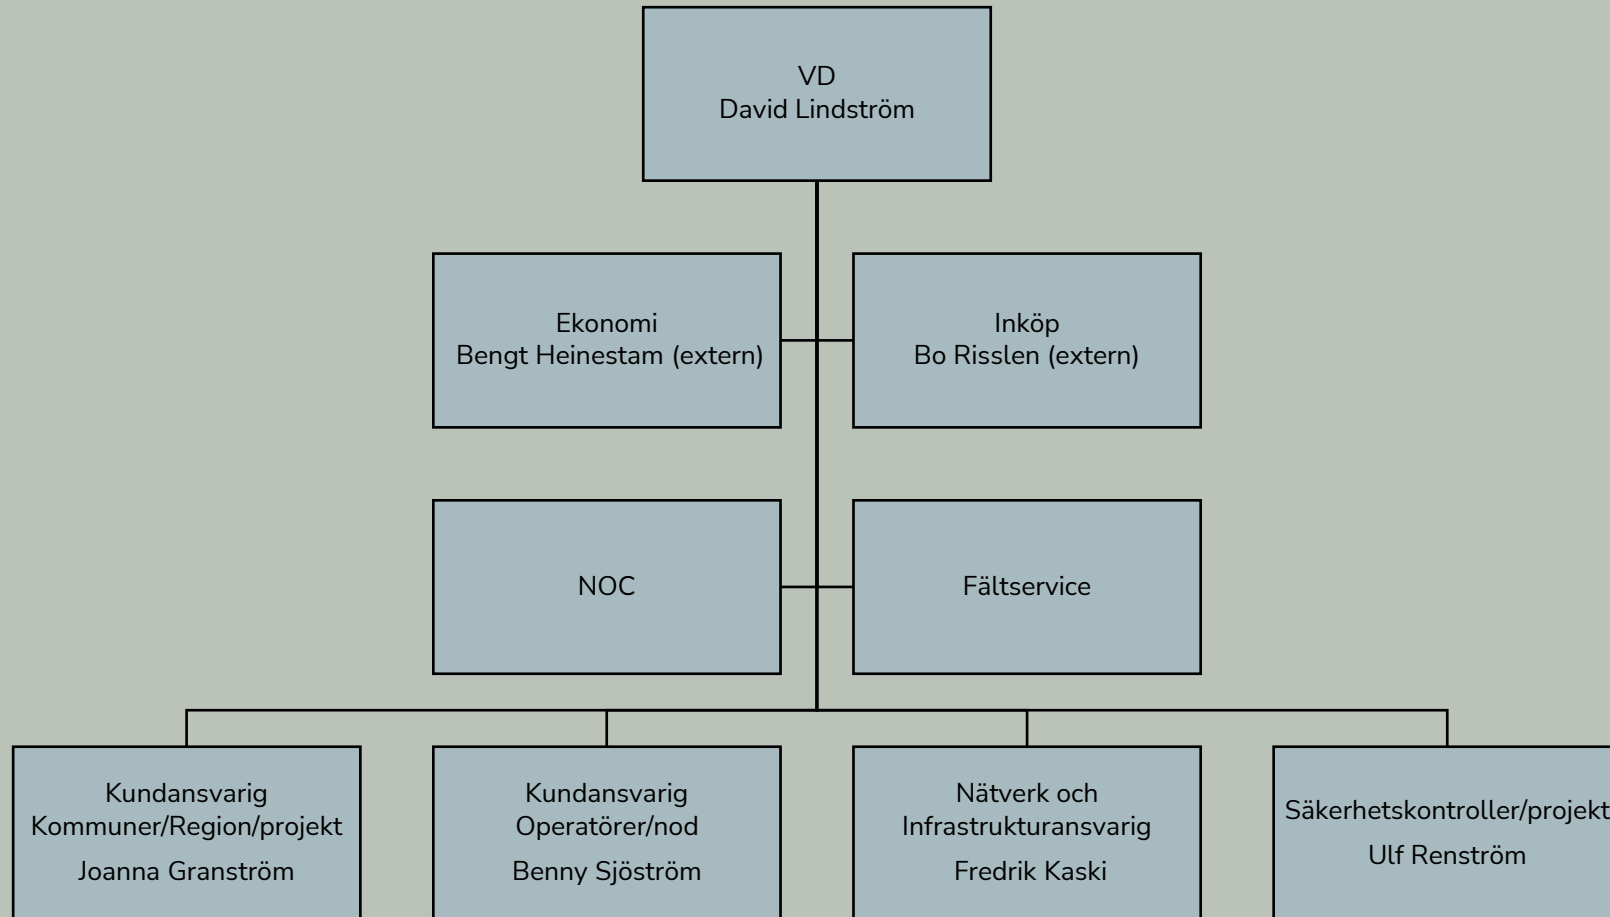 VD
David Lindström
Ekonomi
Bengt Heinestam (extern)
Inköp
Bo Risslen (extern)
NOC
Fältservice
Kundansvarig
Kommuner/Region/projekt
Joanna Granström
Kundansvarig
Operatörer/nod
Benny Sjöström
Nätverk och
Infrastrukturansvarig
Fredrik Kaski
Säkerhetskontroller/projekt
Ulf Renström